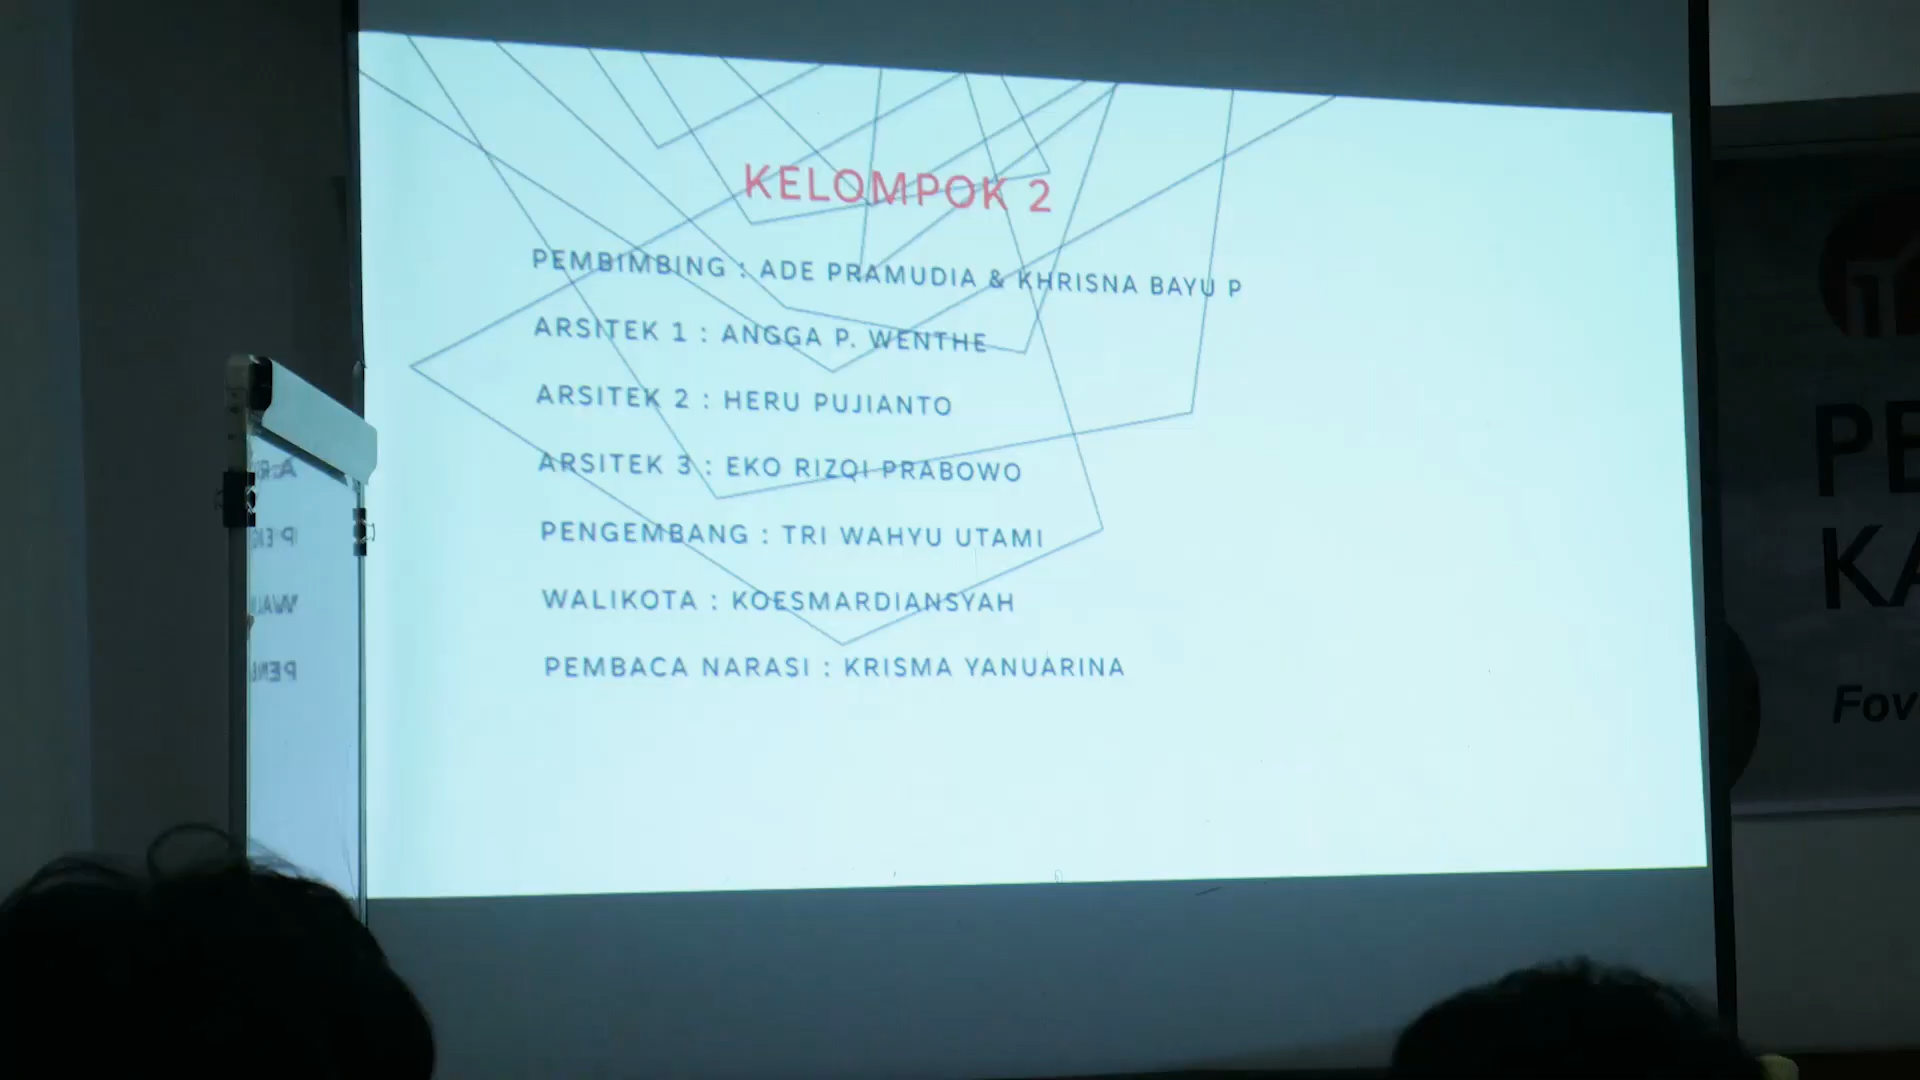 KELOMPOK 2
PEMBIMBING : ADE PRAMUDIA & KHRISNA BAYU P
ARSITEK 1 : ANGGA P. WENTHE
ARSITEK 2 : HERU PUJIANTO
ARSITEK 3 : EKO RIZQI PRABOWO
PENGEMBANG : TRI WAHYU UTAMI
WALIKOTA : KOESMARDIANSYAH
PEMBACA NARASI : KRISMA YANUARINA